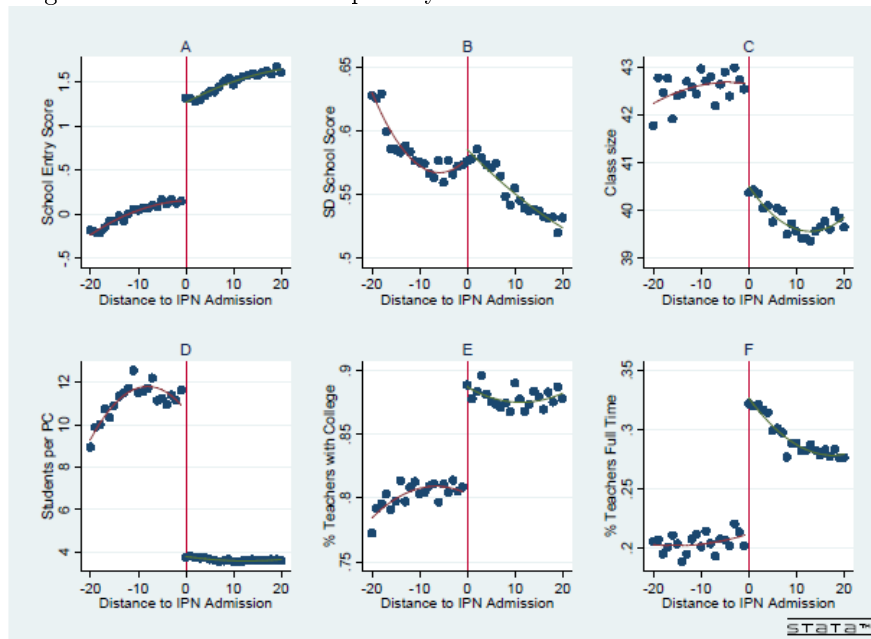 A
School Entry Score
-.5 0 .5 1 1.5
-20 -10 0 10 20
Distance to IPN Admission
B
SD School Score
.5 .55 .6 .65
-20 -10 0 10 20
Distance to IPN Admission
C
Class size
39 40 41 42 43
-20 -10 0 10 20
Distance to IPN Admission
D
Students per PC
4 6 8 10 12
-20 -10 0 10 20
Distance to IPN Admission
E
% Teachers with College
.75 .8 .85 .9
-20 -10 0 10 20
Distance to IPN Admission
F
% Teachers Full Time
.2 .25 .3 .35
-20 -10 0 10 20
Distance to IPN Admission
STATA™